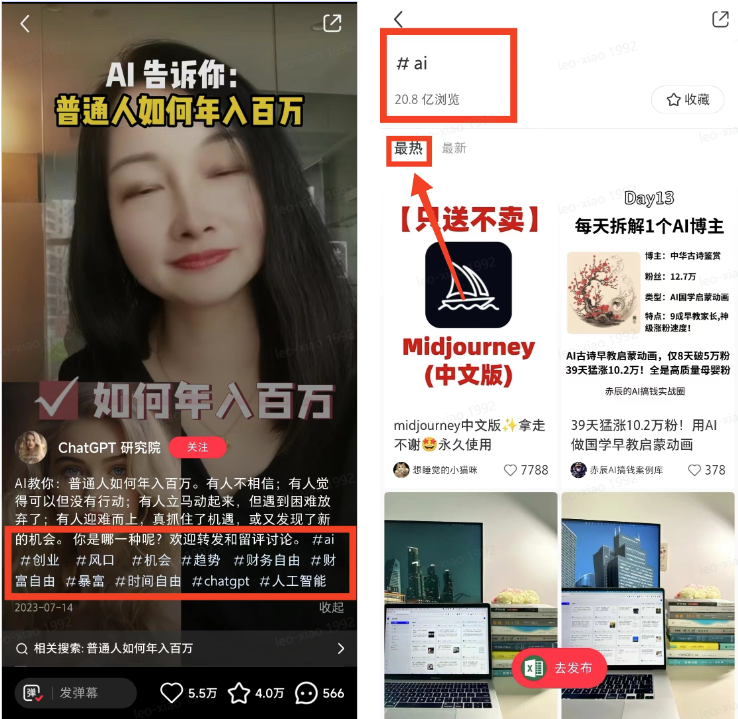 AI 告诉你：
普通人如何年入百万
如何年入百万
ChatGPT 研究院
关注
AI教你：普通人如何年入百万。有人不相信；有人觉
得可以但没有行动；有人立马动起来，但遇到困难放
弃了；有人迎难而上，真抓住了机遇，或又发现了新
的机会。 你是哪一种呢？欢迎转发和留评讨论。 #ai
#创业 #风口 #机会 #趋势 #财务自由 #财
富自由 #暴富 #时间自由 #chatgpt #人工智能
2023-07-14
收起
相关搜索: 普通人如何年入百万
弹
发弹幕
5.5万
4.0万
566
# ai
20.8 亿浏览
收藏
最热
最新
【只送不卖】
Midjourney
(中文版)
midjourney中文版✨拿走
不谢🤩永久使用
想睡觉的小猫咪
7788
Day13
每天拆解1个AI博主
博主：中华古诗鉴赏
粉丝：12.7万
类型：AI国学启蒙动画
特点：9成早教家长,神
级涨粉速度！
AI古诗早教启蒙动画，仅8天破5万粉
39天猛涨10.2万！全是高质量母婴粉
赤辰的AI搞钱实战圈
39天猛涨10.2万粉！用AI
做国学早教启蒙动画
赤辰AI搞钱案例库
378
去发布
leo-xiao 1992